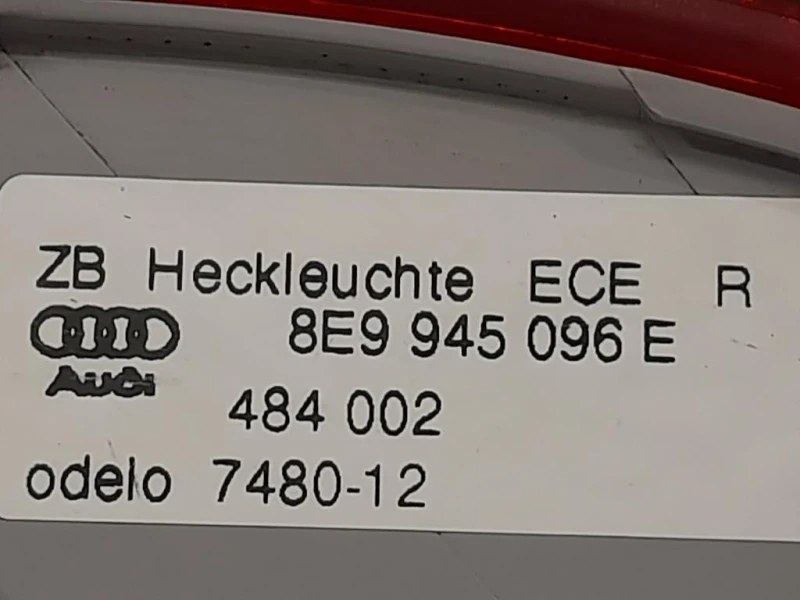 ZB Heckleuchte ECE R
8E9 945 096 E
Audi
484 002
odelo 7480-12